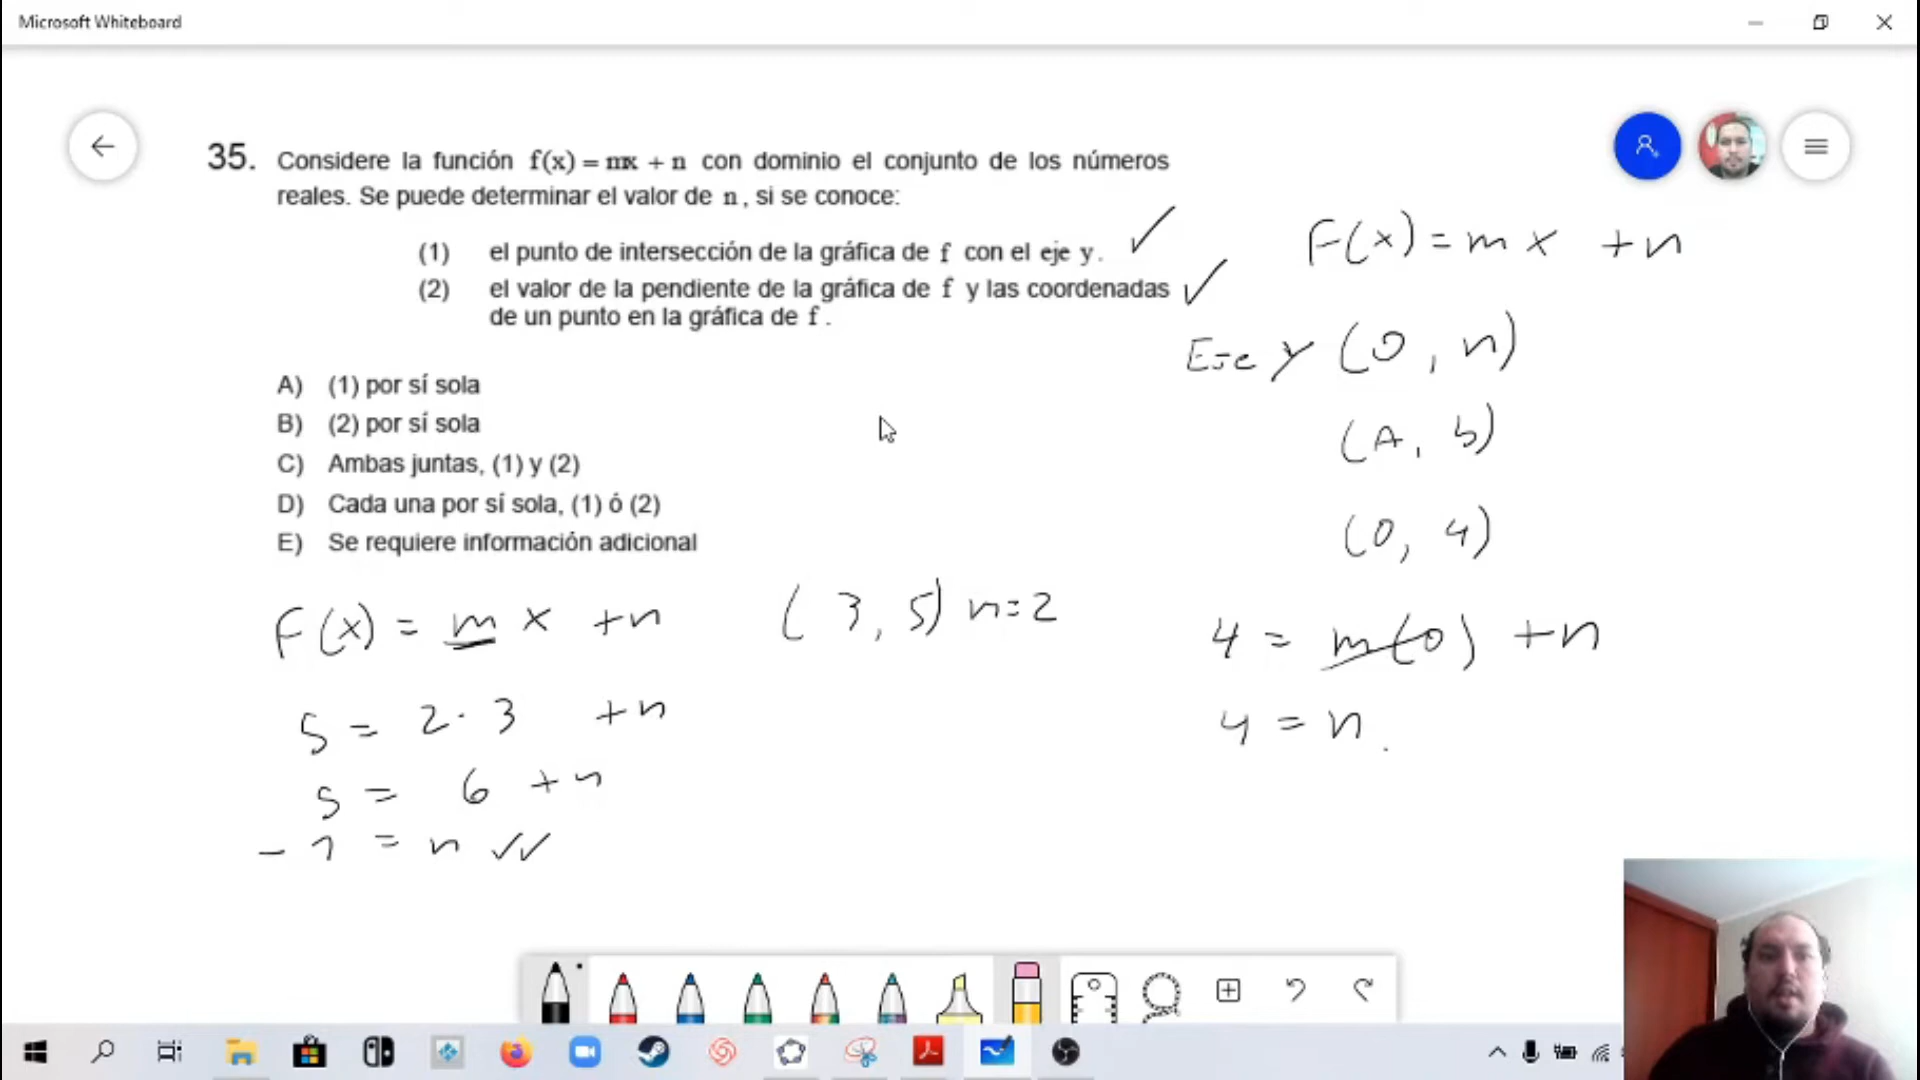 Microsoft Whiteboard
35. Considere la función f(x) = mx + n con dominio el conjunto de los números
reales. Se puede determinar el valor de n, si se conoce:
(1) el punto de intersección de la gráfica de f con el eje y. ✓
(2) el valor de la pendiente de la gráfica de f y las coordenadas ✓
de un punto en la gráfica de f.
A) (1) por sí sola
B) (2) por sí sola
C) Ambas juntas, (1) y (2)
D) Cada una por sí sola, (1) ó (2)
E) Se requiere información adicional
F(x) = mx +n
Eje y (0, n)
(A, b)
(0, 4)
4 = m(0) +n
4 = n.
F(x) = m x +n
(3, 5) n=2
5 = 2·3 +n
5 = 6 +n
-1 = n ✓✓